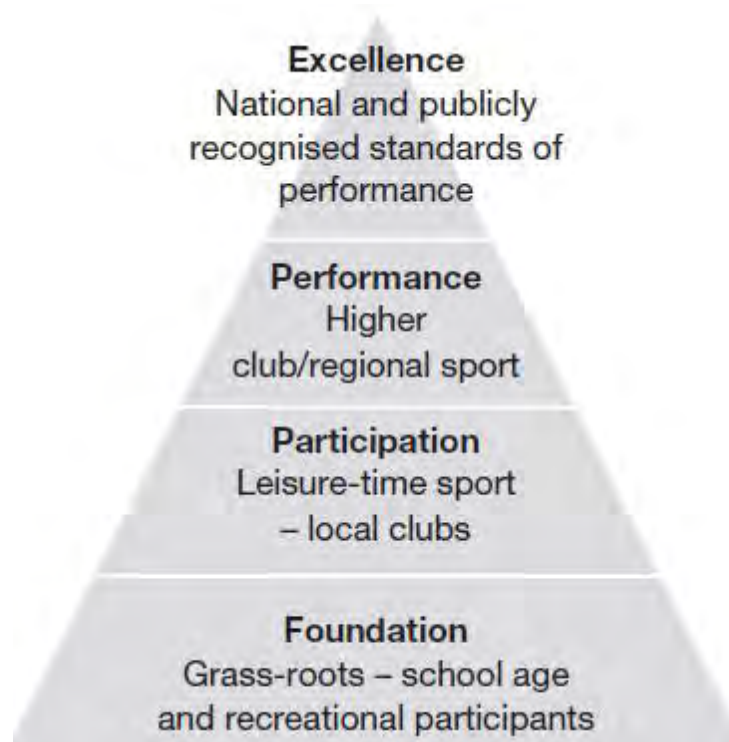 Excellence
National and publicly
recognised standards of
performance
Performance
Higher
club/regional sport
Participation
Leisure-time sport
– local clubs
Foundation
Grass-roots – school age
and recreational participants